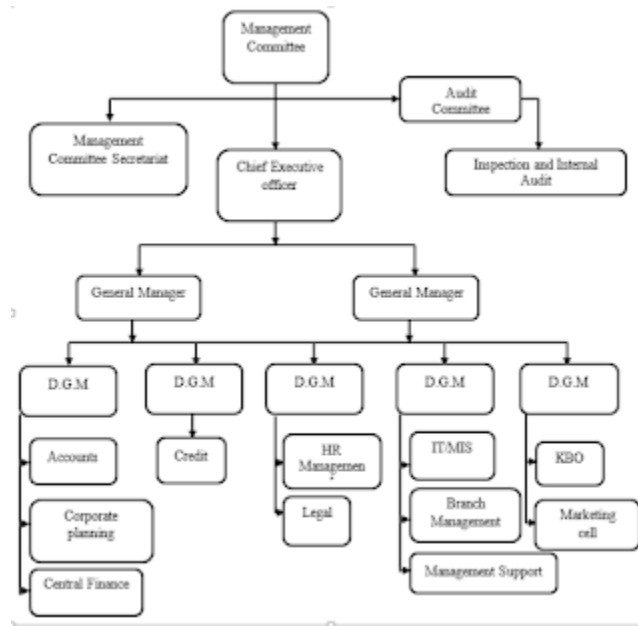 Management
Committee
Audit
Committee
Management
Committee Secretariat
Chief Executive
officer
Inspection and Internal
Audit
General Manager
General Manager
D.G.M
D.G.M
D.G.M
D.G.M
D.G.M
Accounts
Credit
HR
Managemen
IT/MIS
KBO
Corporate
planning
Legal
Branch
Management
Marketing
cell
Central Finance
Management Support